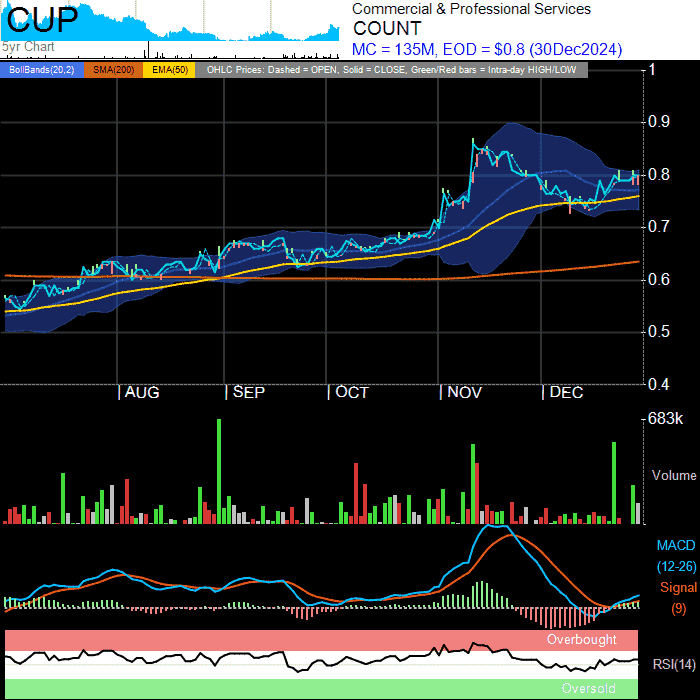 CUP
5yr Chart
Commercial & Professional Services
COUNT
MC = 135M, EOD = $0.8 (30Dec2024)
BollBands(20,2) SMA(200) EMA(50) OHLC Prices: Dashed = OPEN, Solid = CLOSE, Green/Red bars = Intra-day HIGH/LOW
1
0.9
0.8
0.7
0.6
0.5
0.4
| AUG | SEP | OCT | NOV | DEC
683k
Volume
MACD
(12-26)
Signal
(9)
Overbought
RSI(14)
Oversold